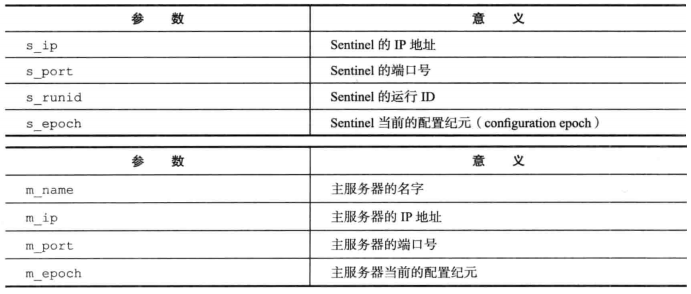 参 数 意 义
s_ip Sentinel 的 IP 地址
s_port Sentinel 的端口号
s_runid Sentinel 的运行 ID
s_epoch Sentinel 当前的配置纪元（configuration epoch）
参 数 意 义
m_name 主服务器的名字
m_ip 主服务器的 IP 地址
m_port 主服务器的端口号
m_epoch 主服务器当前的配置纪元